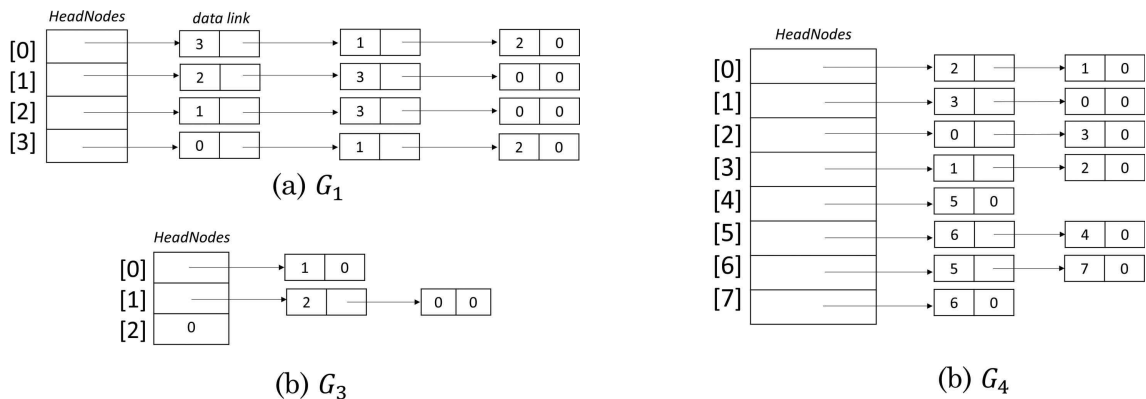 HeadNodes data link
[0] 3 1 2 0
[1] 2 3 0 0
[2] 1 3 0 0
[3] 0 1 2 0
(a) G1
HeadNodes
[0] 1 0
[1] 2 0 0
[2] 0
(b) G3
HeadNodes
[0] 2 1 0
[1] 3 0 0
[2] 0 3 0
[3] 1 2 0
[4] 5 0
[5] 6 4 0
[6] 5 7 0
[7] 6 0
(b) G4